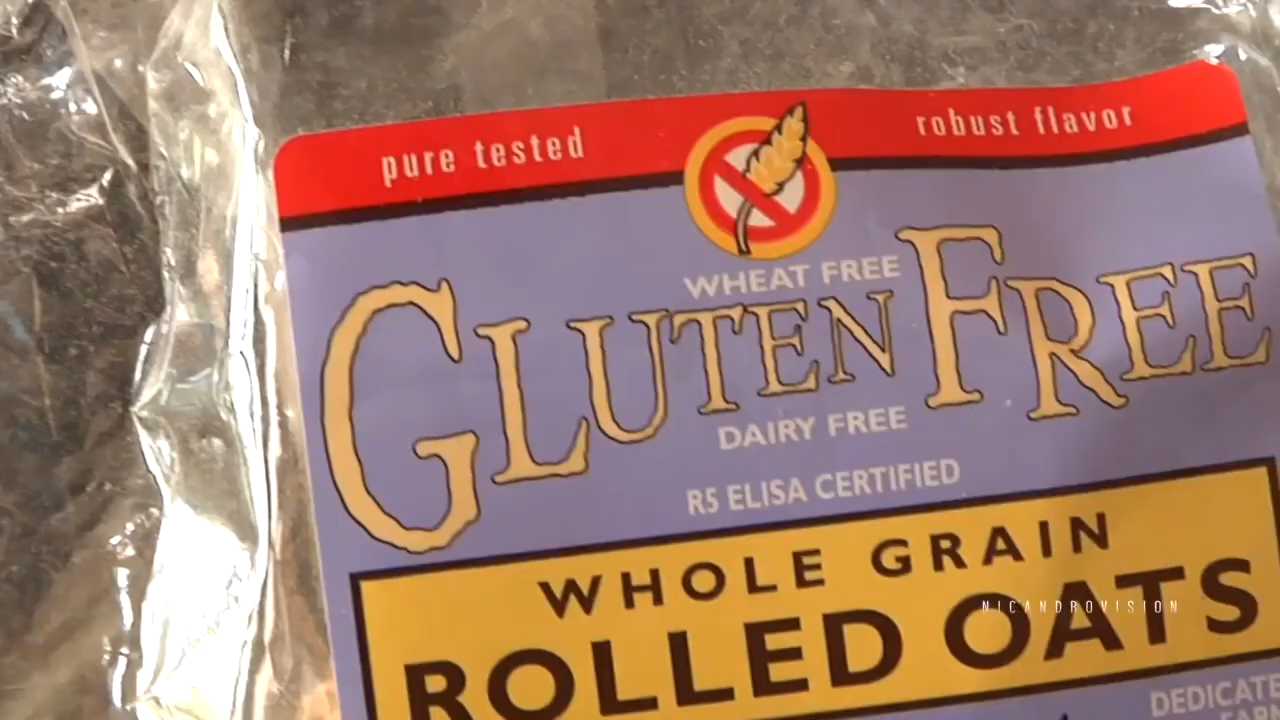 pure tested
robust flavor
WHEAT FREE
GLUTEN FREE
DAIRY FREE
R5 ELISA CERTIFIED
WHOLE GRAIN
ROLLED OATS
NICANDROVISION